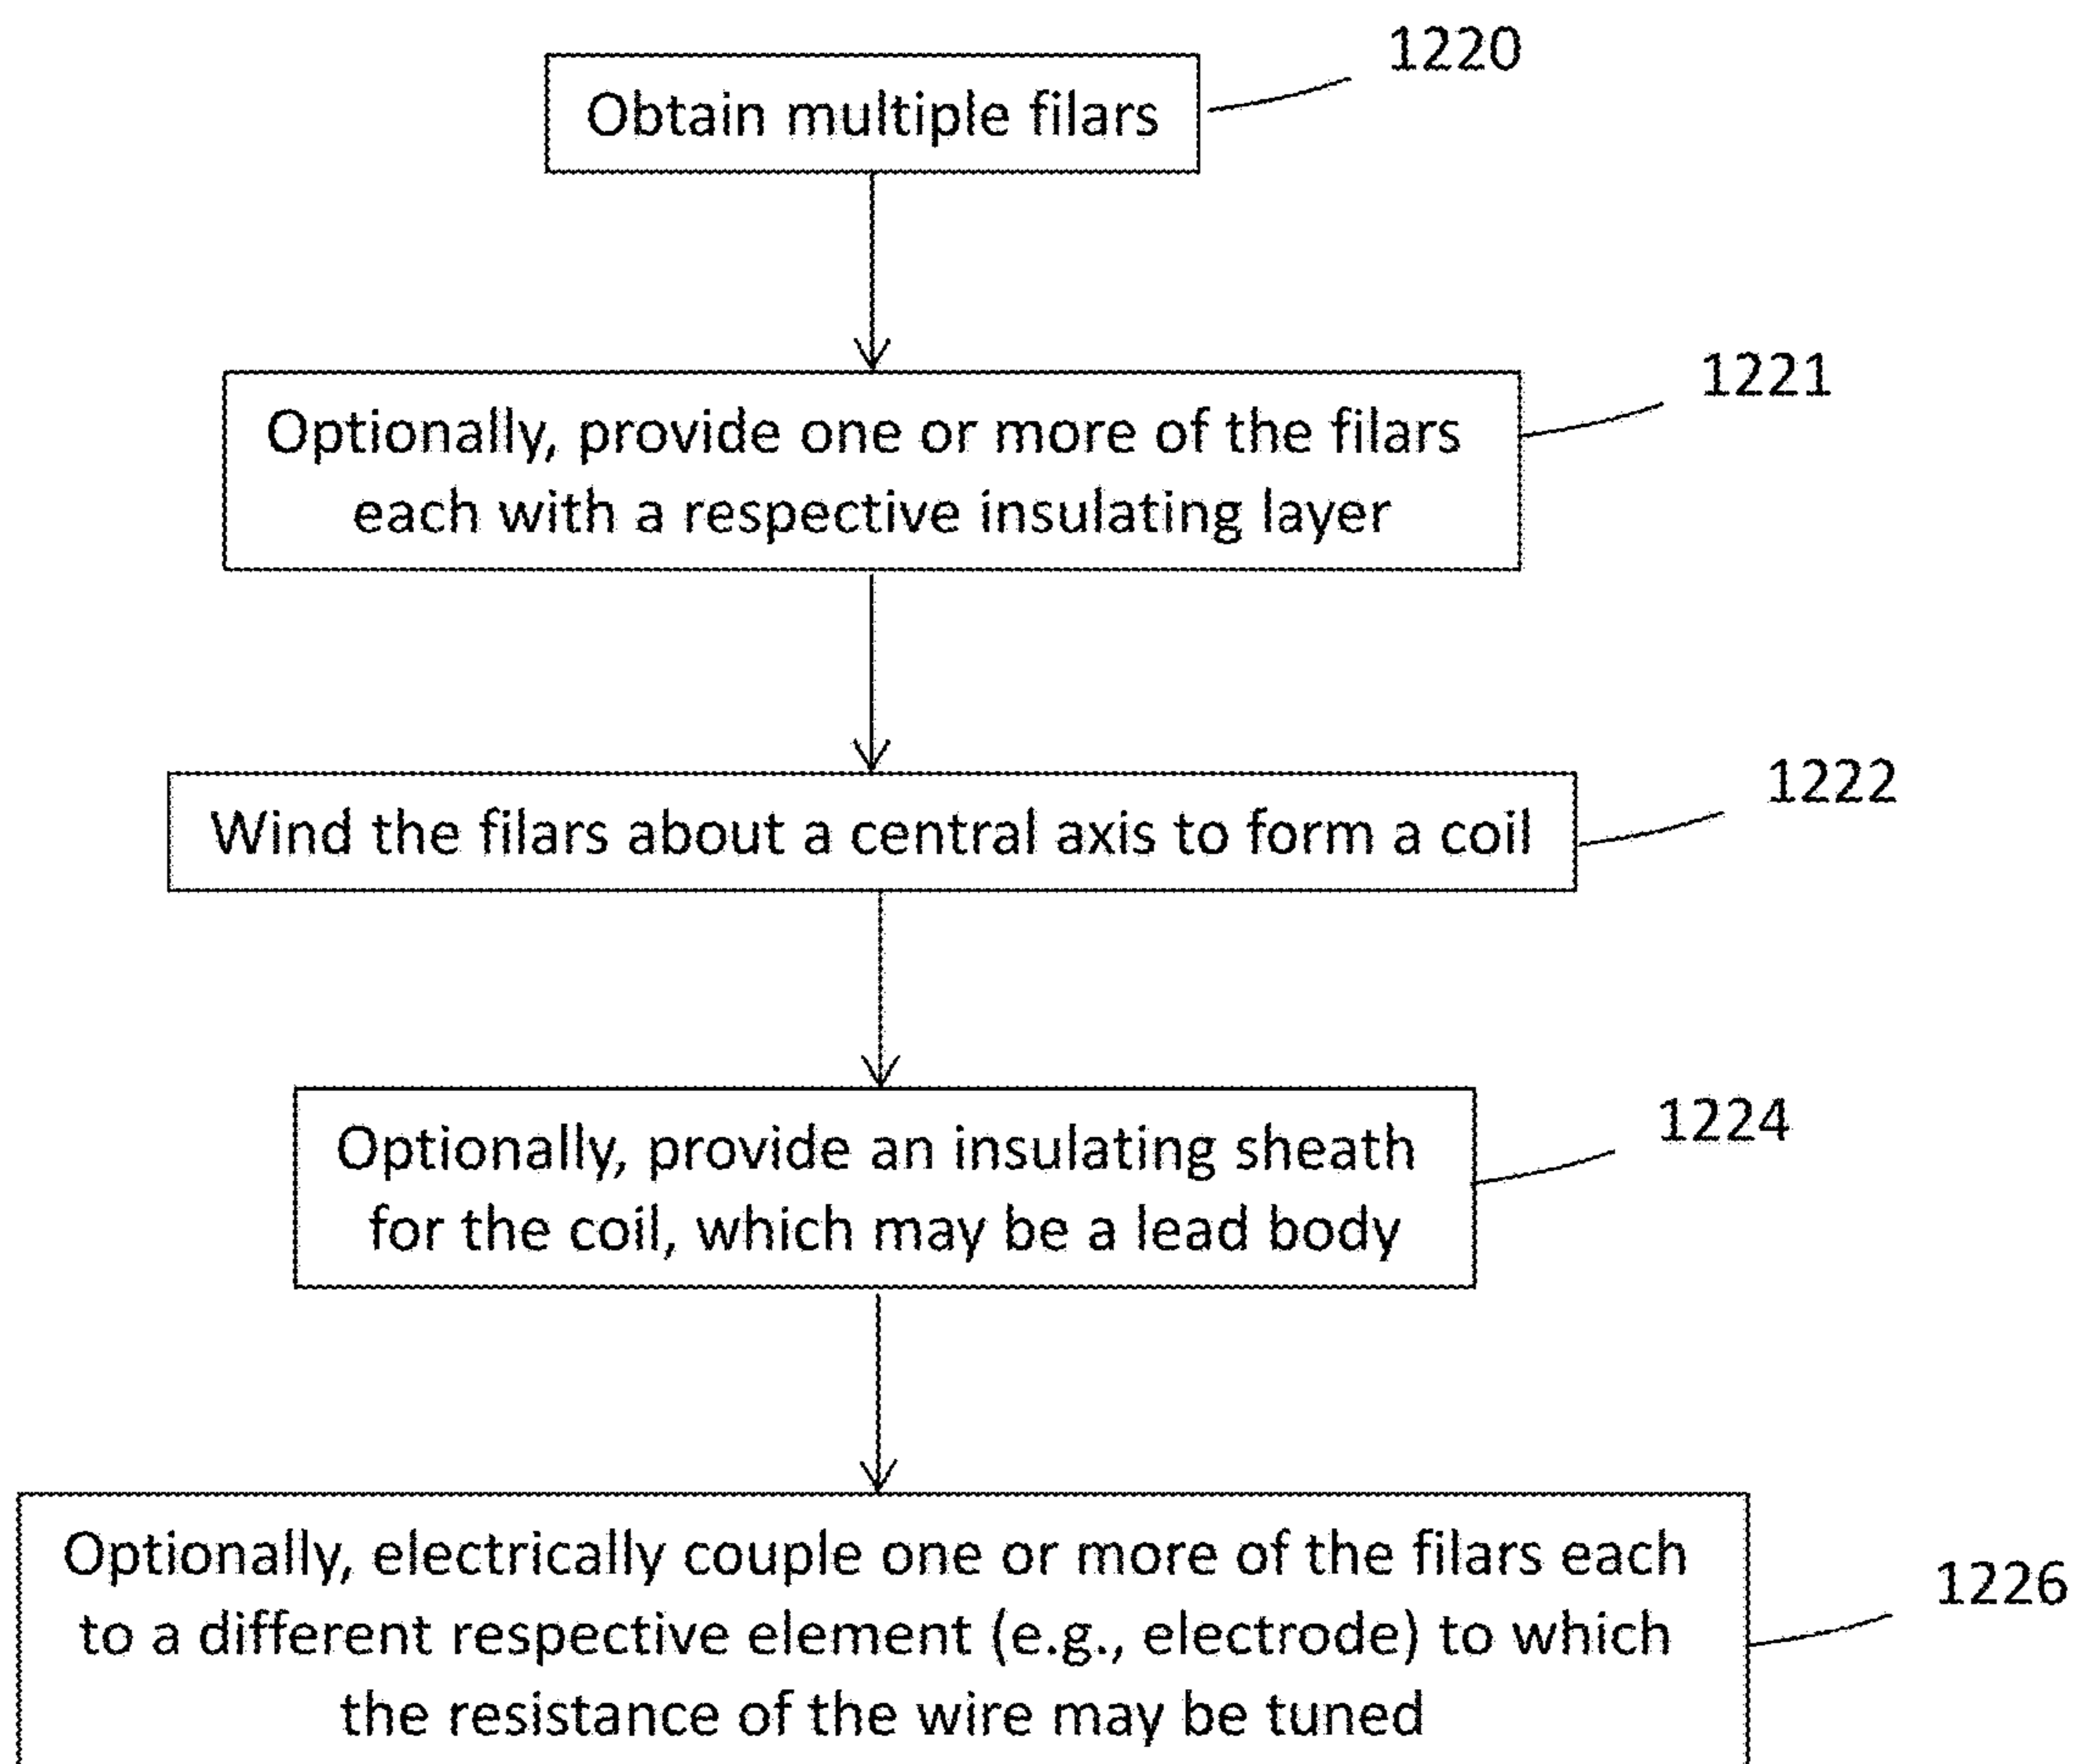 1220
Obtain multiple filars
1221
Optionally, provide one or more of the filars
each with a respective insulating layer
1222
Wind the filars about a central axis to form a coil
1224
Optionally, provide an insulating sheath
for the coil, which may be a lead body
1226
Optionally, electrically couple one or more of the filars each
to a different respective element (e.g., electrode) to which
the resistance of the wire may be tuned